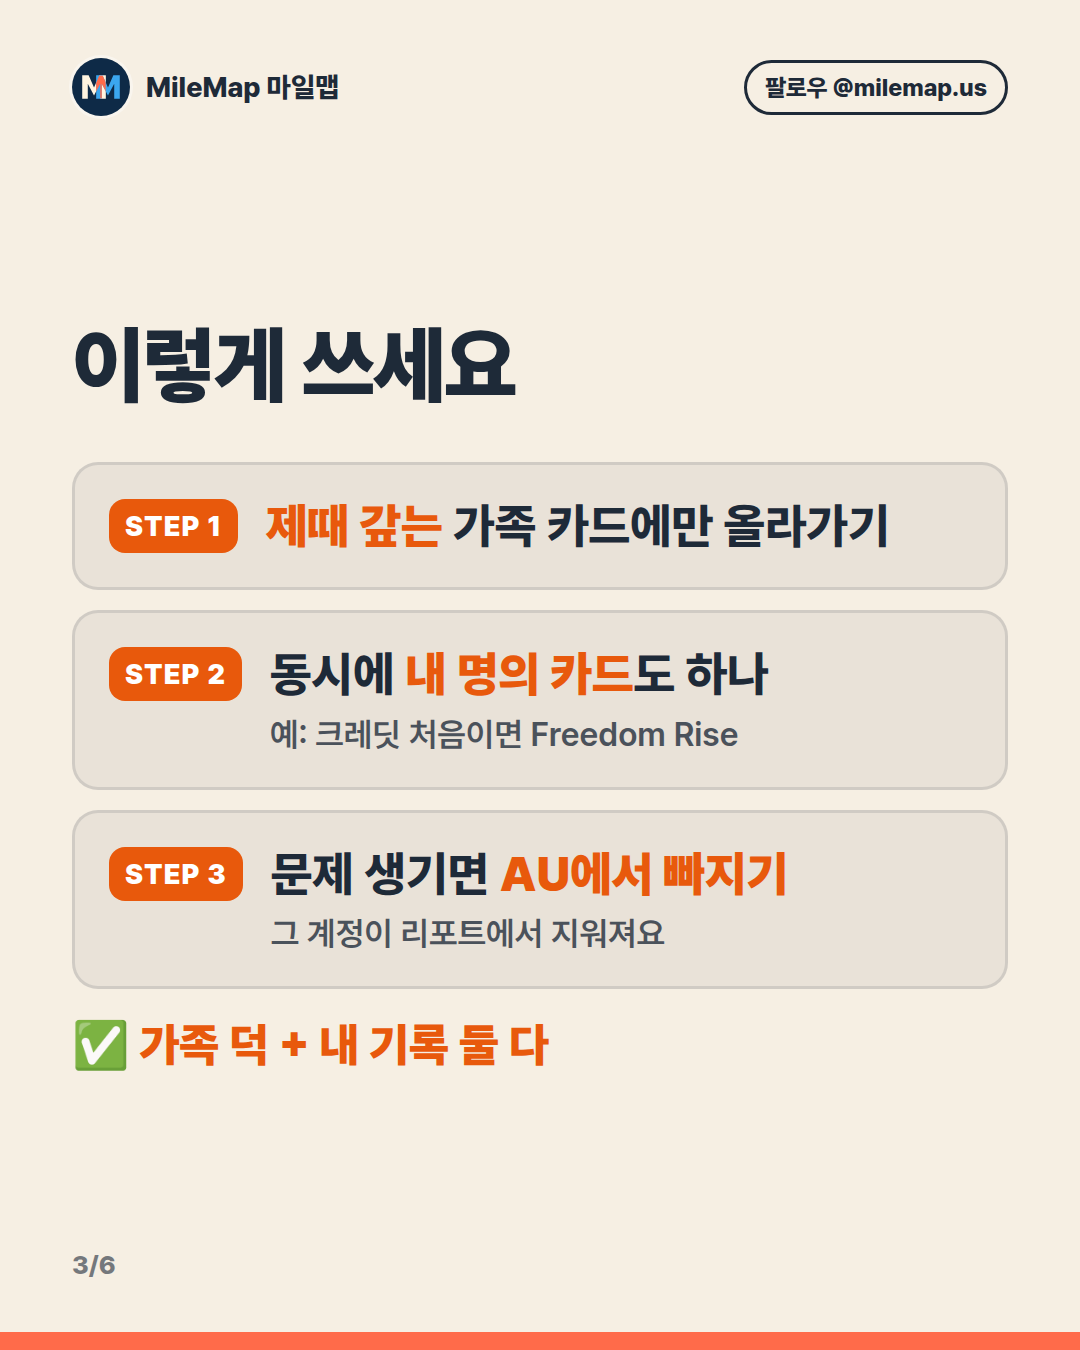 MM
MileMap 마일맵
팔로우 @milemap.us
이렇게 쓰세요
STEP 1 제때 갚는 가족 카드에만 올라가기
STEP 2 동시에 내 명의 카드도 하나
예: 크레딧 처음이면 Freedom Rise
STEP 3 문제 생기면 AU에서 빠지기
그 계정이 리포트에서 지워져요
✅ 가족 덕 + 내 기록 둘 다
3/6